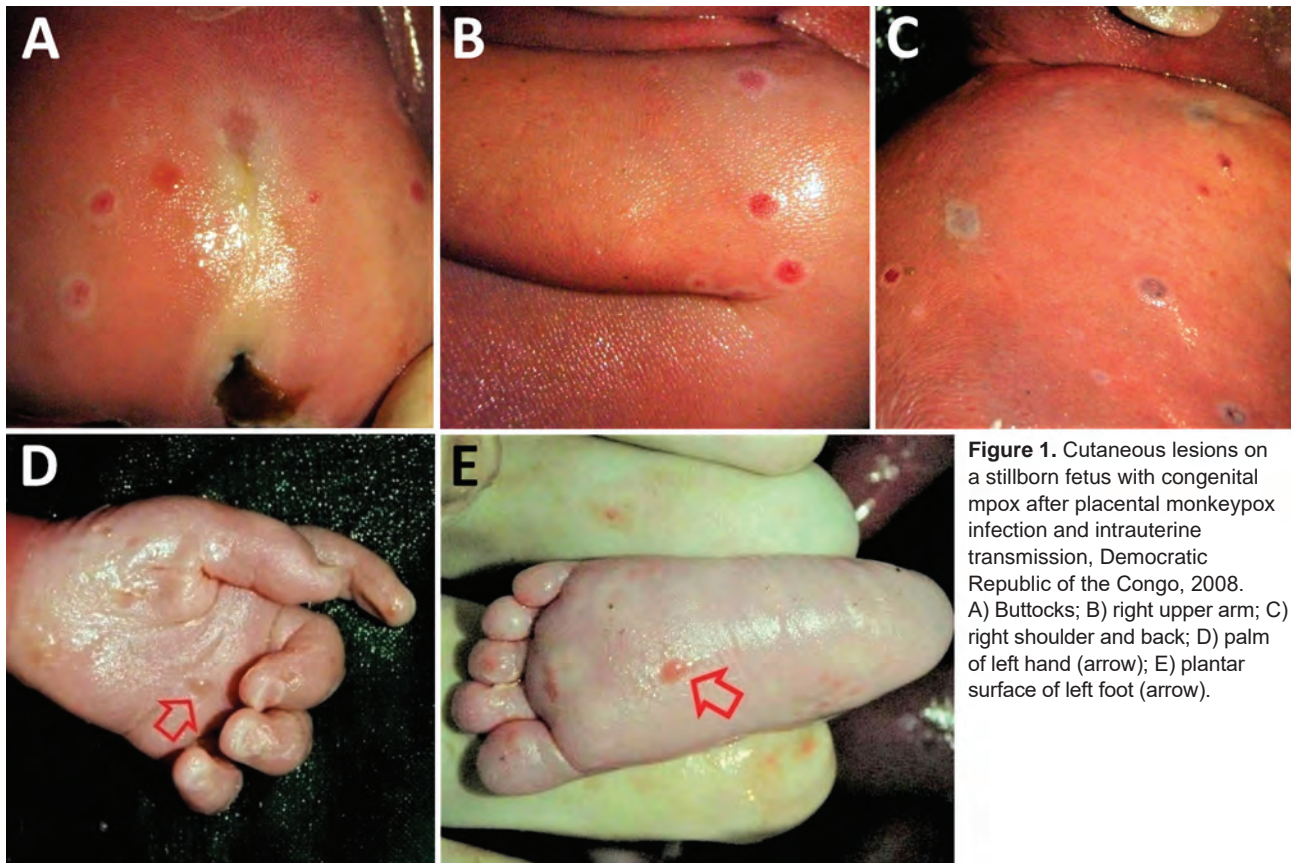 A
B
C
D
E
Figure 1. Cutaneous lesions on
a stillborn fetus with congenital
mpox after placental monkeypox
infection and intrauterine
transmission, Democratic
Republic of the Congo, 2008.
A) Buttocks; B) right upper arm; C)
right shoulder and back; D) palm
of left hand (arrow); E) plantar
surface of left foot (arrow).